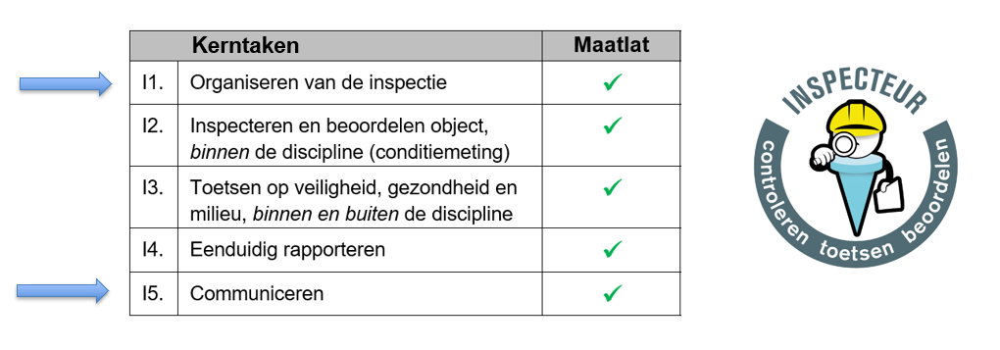 Kerntaken Maatlat
I1. Organiseren van de inspectie ✓
I2. Inspecteren en beoordelen object, ✓
binnen de discipline (conditiemeting)
I3. Toetsen op veiligheid, gezondheid en ✓
milieu, binnen en buiten de discipline
I4. Eenduidig rapporteren ✓
I5. Communiceren ✓
INSPECTEUR
controleren toetsen beoordelen